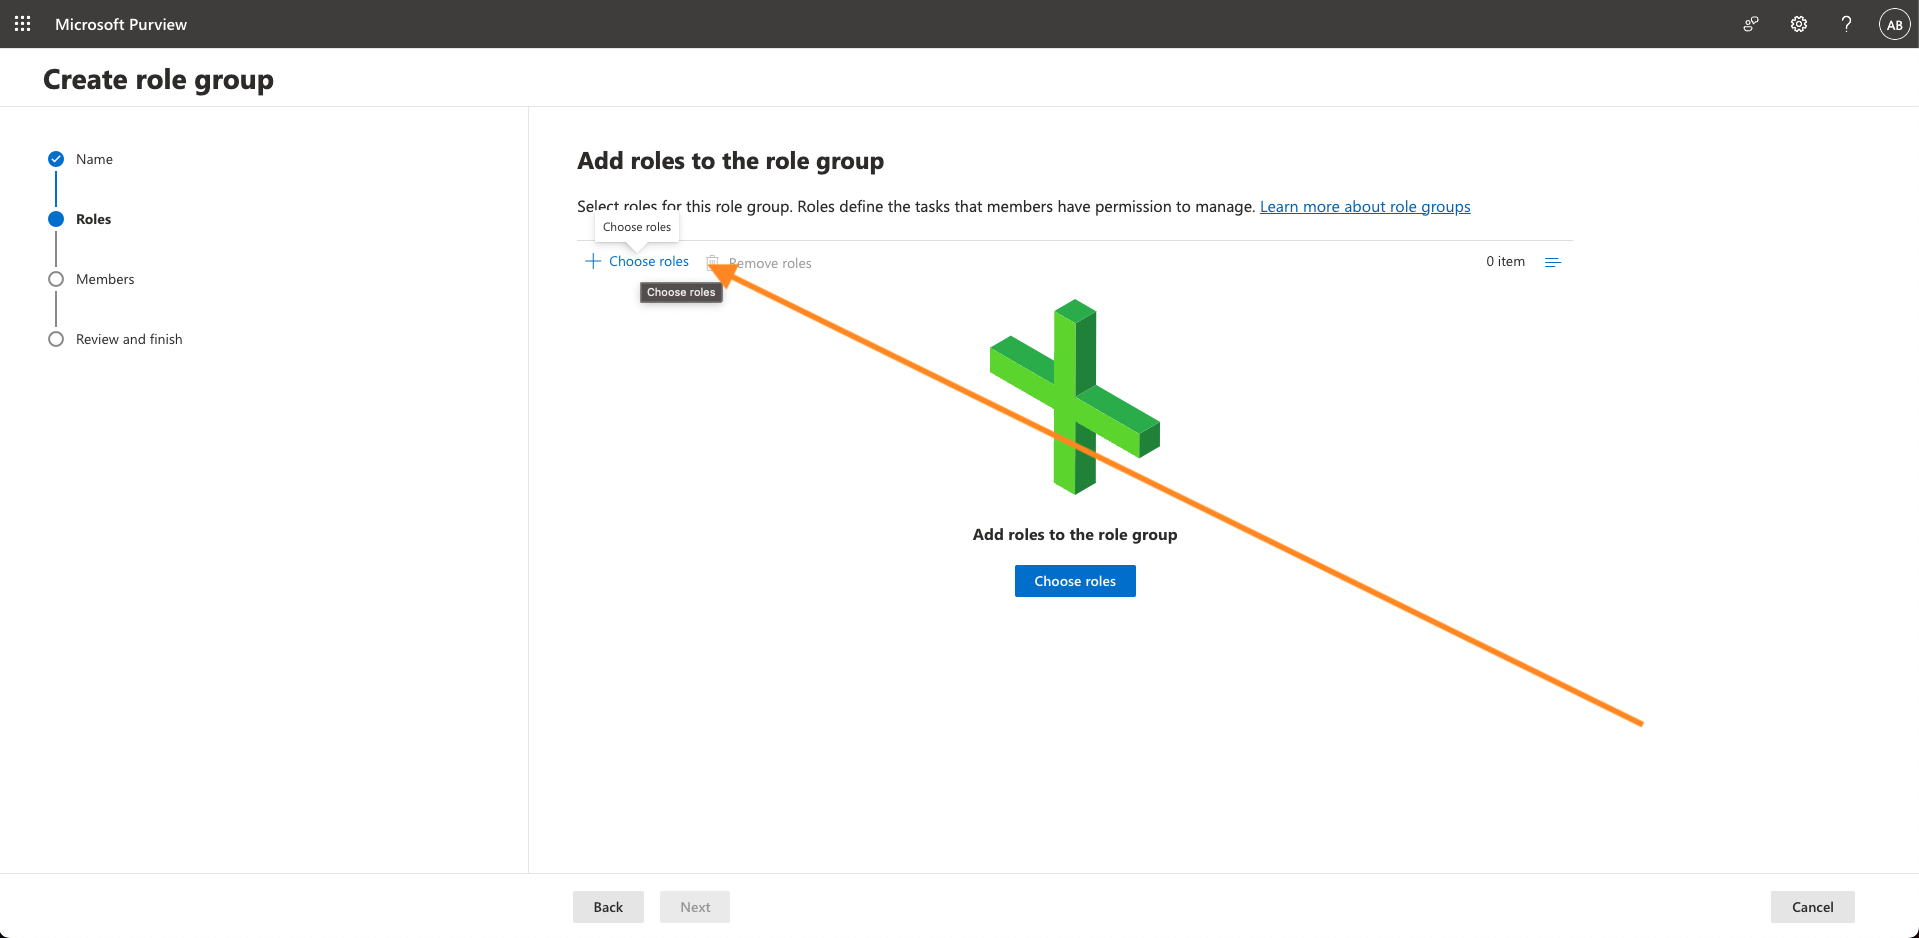 Microsoft Purview
AB
Create role group
Name
Roles
Members
Review and finish
Add roles to the role group
Select roles for this role group. Roles define the tasks that members have permission to manage. Learn more about role groups
Choose roles
Choose roles
Remove roles
0 item
Choose roles
Add roles to the role group
Choose roles
Back
Next
Cancel